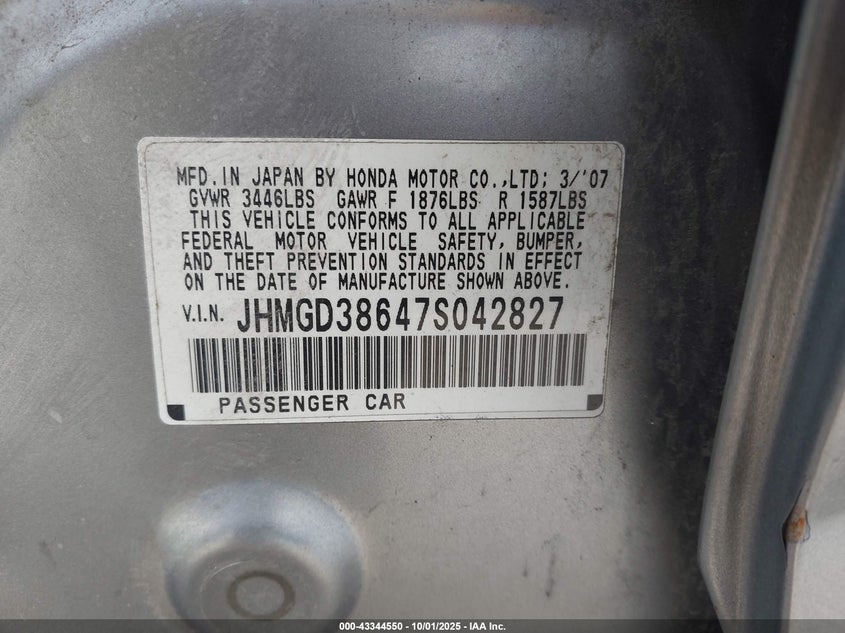 MFD.IN JAPAN BY HONDA MOTOR CO.,LTD; 3/'07
GVWR 3446LBS GAWR F 1876LBS R 1587LBS
THIS VEHICLE CONFORMS TO ALL APPLICABLE
FEDERAL MOTOR VEHICLE SAFETY, BUMPER,
AND THEFT PREVENTION STANDARDS IN EFFECT
ON THE DATE OF MANUFACTURE SHOWN ABOVE.
V.I.N. JHMGD38647S042827
PASSENGER CAR
000-43344550 - 10/01/2025 - IAA Inc.